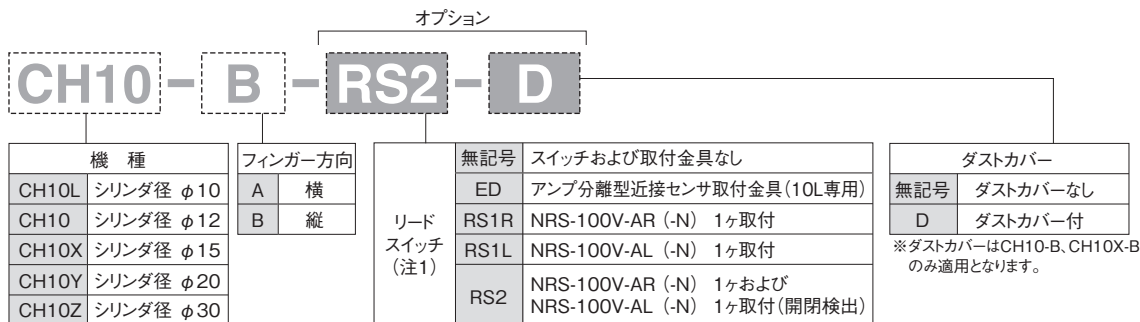 オプション
CH10 - B - RS2 - D
機 種
CH10L シリンダ径 φ10
CH10 シリンダ径 φ12
CH10X シリンダ径 φ15
CH10Y シリンダ径 φ20
CH10Z シリンダ径 φ30
フィンガー方向
A 横
B 縦
リード
スイッチ
(注1)
無記号 スイッチおよび取付金具なし
ED アンプ分離型近接センサ取付金具(10L専用)
RS1R NRS-100V-AR (-N) 1ヶ取付
RS1L NRS-100V-AL (-N) 1ヶ取付
RS2 NRS-100V-AR (-N) 1ヶおよび
NRS-100V-AL (-N) 1ヶ取付(開閉検出)
ダストカバー
無記号 ダストカバーなし
D ダストカバー付
※ダストカバーはCH10-B、CH10X-B
のみ適用となります。